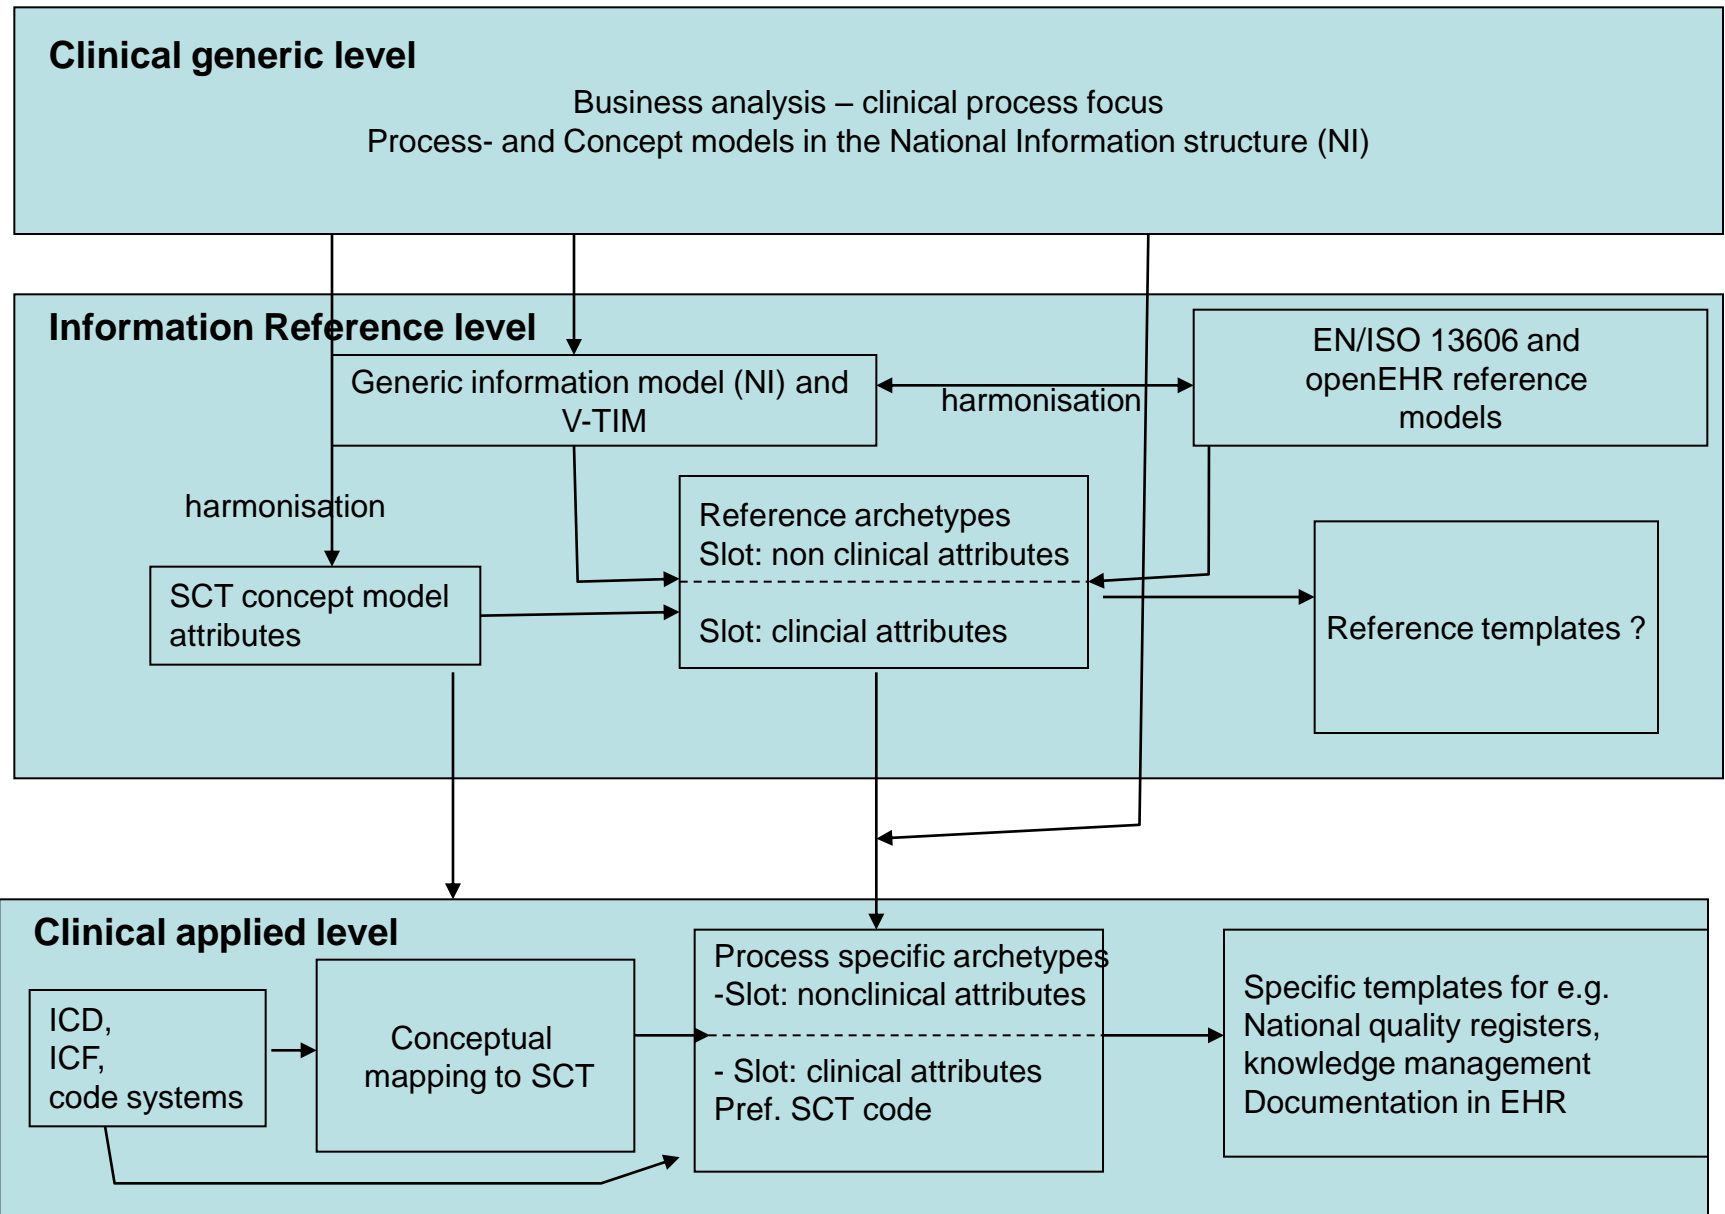 Clinical generic level
Business analysis – clinical process focus
Process- and Concept models in the National Information structure (NI)
Information Reference level
Generic information model (NI) and
V-TIM
harmonisation
EN/ISO 13606 and
openEHR reference
models
harmonisation
SCT concept model
attributes
Reference archetypes
Slot: non clinical attributes
Slot: clincial attributes
Reference templates ?
Clinical applied level
ICD,
ICF,
code systems
Conceptual
mapping to SCT
Process specific archetypes
-Slot: nonclinical attributes
- Slot: clinical attributes
Pref. SCT code
Specific templates for e.g.
National quality registers,
knowledge management
Documentation in EHR